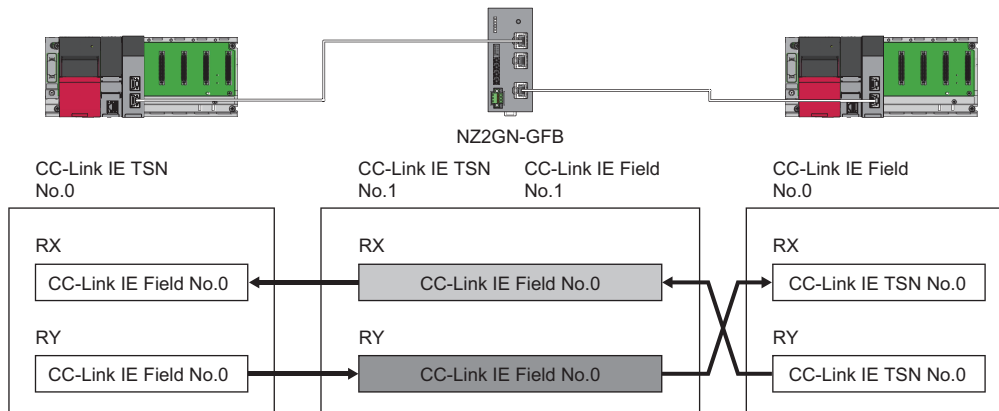 NZ2GN-GFB
CC-Link IE TSN
No.0
CC-Link IE TSN
No.1
CC-Link IE Field
No.1
CC-Link IE Field
No.0
RX
RX
RX
CC-Link IE Field No.0
CC-Link IE Field No.0
CC-Link IE TSN No.0
RY
RY
RY
CC-Link IE Field No.0
CC-Link IE Field No.0
CC-Link IE TSN No.0